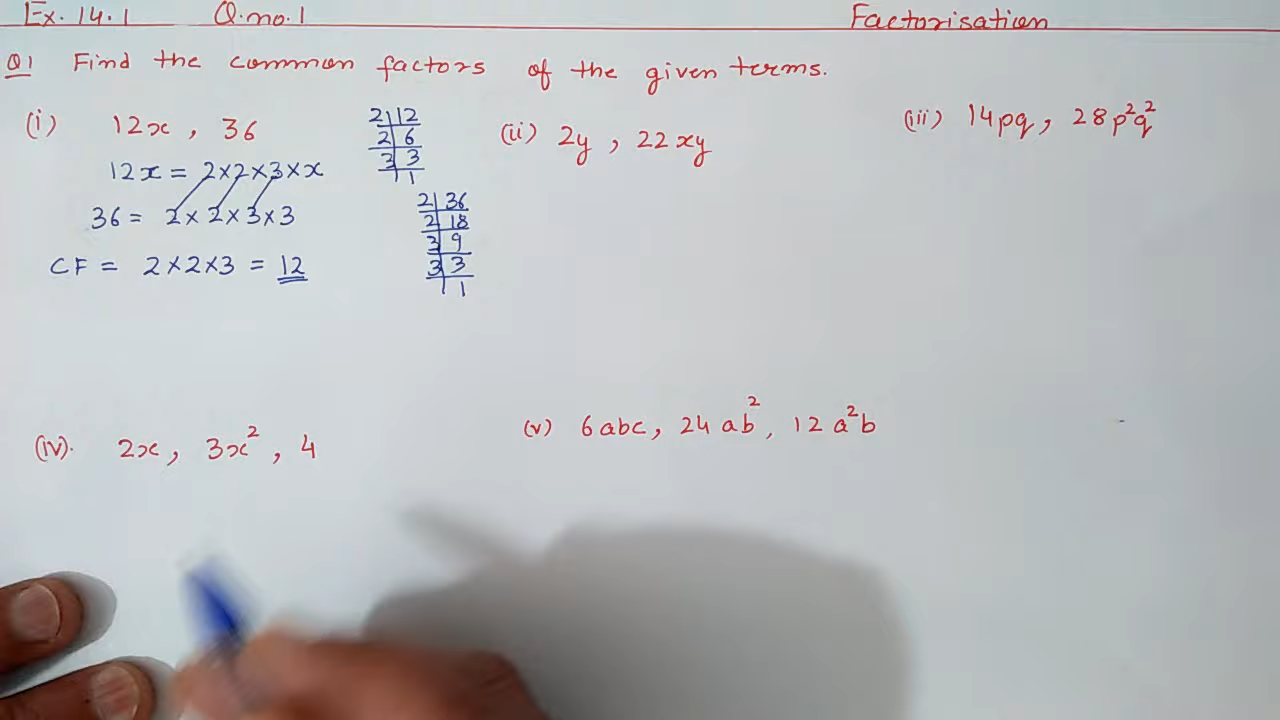 Ex. 14.1 Q.no.1 Factorisation
Q1 Find the common factors of the given terms.
(i) 12x , 36
12x = 2×2×3×x
36 = 2×2×3×3
CF = 2×2×3 = 12
2 12
2 6
3 3
1
2 36
2 18
3 9
3 3
1
(ii) 2y , 22xy
(iii) 14pq, 28p²q²
(iv). 2x, 3x², 4
(v) 6abc, 24ab², 12a²b